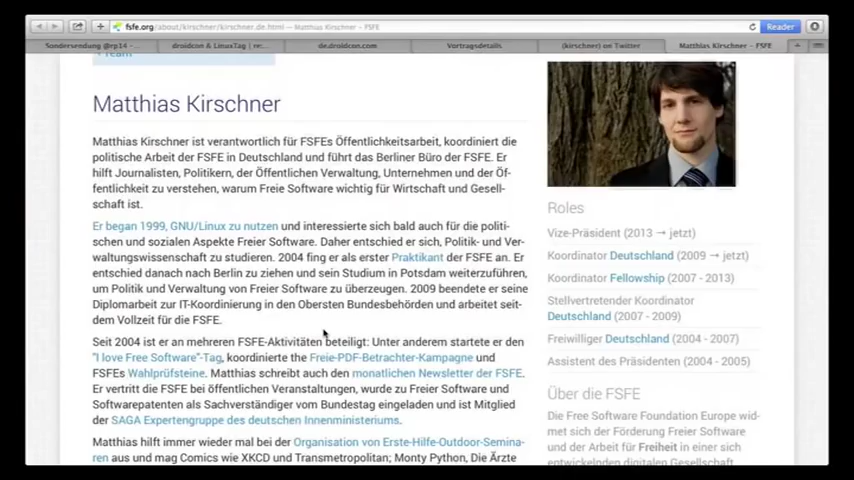 fsfe.org/about/kirschner/kirschner.de.html — Matthias Kirschner – FSFE
Reader
Sondersendung @rp14 - ...
droidcon & LinuxTag | re:...
de.droidcon.com
Vortragsdetails.
(kirschner) on Twitter
Matthias Kirschner – FSFE
Team
Matthias Kirschner
Matthias Kirschner ist verantwortlich für FSFEs Öffentlichkeitsarbeit, koordiniert die
politische Arbeit der FSFE in Deutschland und führt das Berliner Büro der FSFE. Er
hilft Journalisten, Politikern, der Öffentlichen Verwaltung, Unternehmen und der Öf-
fentlichkeit zu verstehen, warum Freie Software wichtig für Wirtschaft und Gesell-
schaft ist.
Er began 1999, GNU/Linux zu nutzen und interessierte sich bald auch für die politi-
schen und sozialen Aspekte Freier Software. Daher entschied er sich, Politik- und Ver-
waltungswissenschaft zu studieren. 2004 fing er als erster Praktikant der FSFE an. Er
entschied danach nach Berlin zu ziehen und sein Studium in Potsdam weiterzuführen,
um Politik und Verwaltung von Freier Software zu überzeugen. 2009 beendete er seine
Diplomarbeit zur IT-Koordinierung in den Obersten Bundesbehörden und arbeitet seit-
dem Vollzeit für die FSFE.
Seit 2004 ist er an mehreren FSFE-Aktivitäten beteiligt: Unter anderem startete er den
"I love Free Software"-Tag, koordinierte the Freie-PDF-Betrachter-Kampagne und
FSFEs Wahlprüfsteine. Matthias schreibt auch den monatlichen Newsletter der FSFE.
Er vertritt die FSFE bei öffentlichen Veranstaltungen, wurde zu Freier Software und
Softwarepatenten als Sachverständiger vom Bundestag eingeladen und ist Mitglied
der SAGA Expertengruppe des deutschen Innenministeriums.
Matthias hilft immer wieder mal bei der Organisation von Erste-Hilfe-Outdoor-Semina-
ren aus und mag Comics wie XKCD und Transmetropolitan; Monty Python, Die Ärzte
Roles
Vize-Präsident (2013 → jetzt)
Koordinator Deutschland (2009 → jetzt)
Koordinator Fellowship (2007 - 2013)
Stellvertretender Koordinator
Deutschland (2007 - 2009)
Freiwilliger Deutschland (2004 - 2007)
Assistent des Präsidenten (2004 - 2005)
Über die FSFE
Die Free Software Foundation Europe wid-
met sich der Förderung Freier Software
und der Arbeit für Freiheit in einer sich
entwickelnden digitalen Gesellschaft.